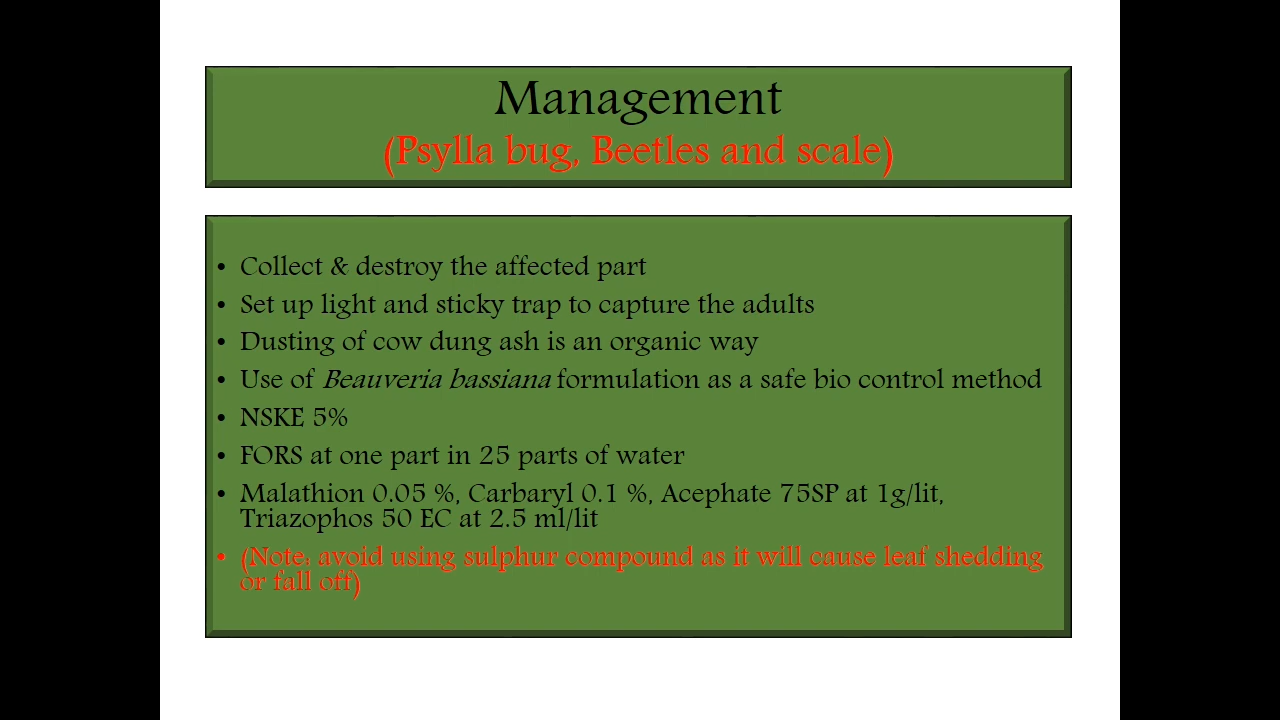 Management
(Psylla bug, Beetles and scale)
• Collect & destroy the affected part
• Set up light and sticky trap to capture the adults
• Dusting of cow dung ash is an organic way
• Use of Beauveria bassiana formulation as a safe bio control method
• NSKE 5%
• FORS at one part in 25 parts of water
• Malathion 0.05 %, Carbaryl 0.1 %, Acephate 75SP at 1g/lit,
Triazophos 50 EC at 2.5 ml/lit
• (Note: avoid using sulphur compound as it will cause leaf shedding
or fall off)